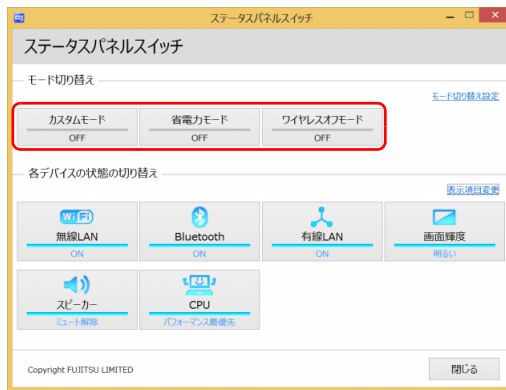 ステータスパネルスイッチ
ステータスパネルスイッチ
モード切り替え
モード切り替え設定
カスタムモード 省電力モード ワイヤレスオフモード
OFF OFF OFF
各デバイスの状態の切り替え
表示項目変更
WiFi
無線LAN Bluetooth 有線LAN 画面輝度
ON ON ON 明るい
スピーカー CPU
ミュート解除 パフォーマンス最優先
Copyright FUJITSU LIMITED 閉じる